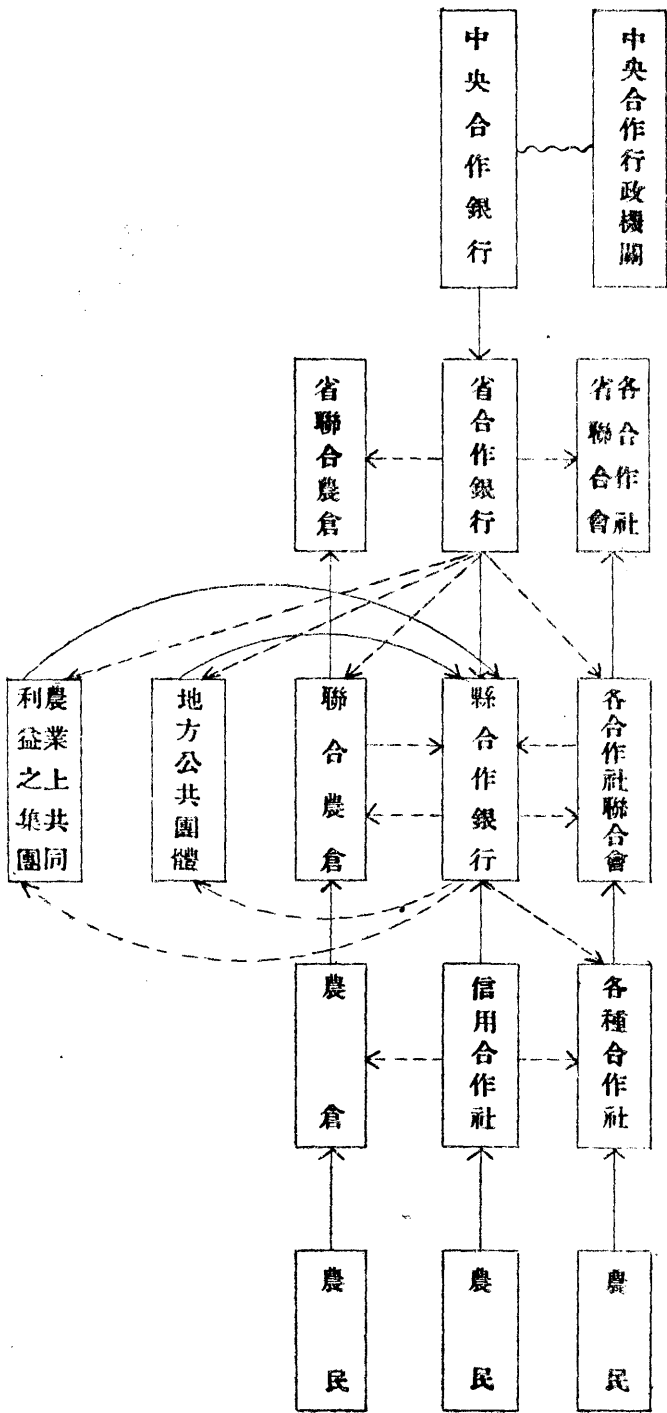 中央合作行政機關
中央合作銀行
各合作社
省聯合會
省合作銀行
省聯合農倉
各合作社聯合會
縣合作銀行
聯合農倉
地方公共團體
農業上共同
利益之集團
各種合作社
信用合作社
農倉
農民
農民
農民